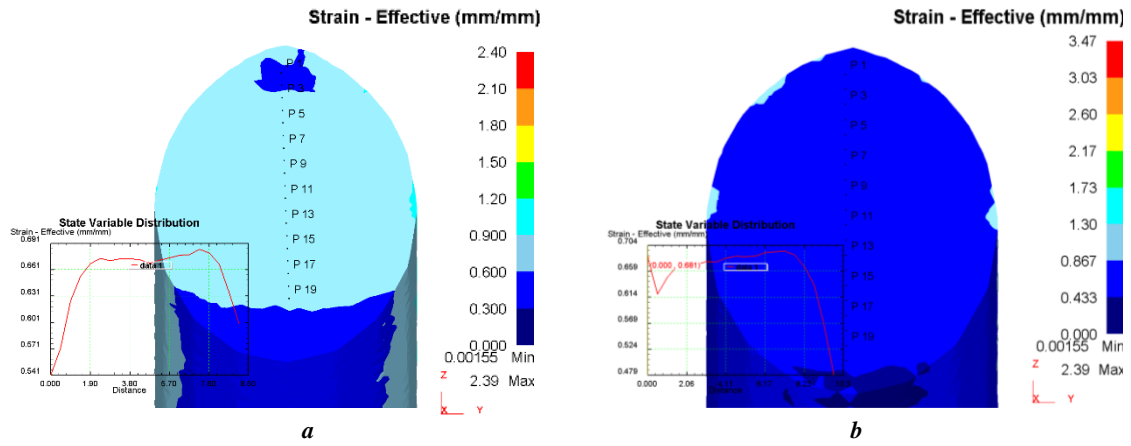 Strain - Effective (mm/mm)
2.40
2.10
1.80
1.50
1.20
0.900
0.600
0.300
0.000
0.00155 Min
2.39 Max
Z
X Y
P
P 3
P 5
P 7
P 9
P 11
P 13
P 15
P 17
P 19
State Variable Distribution
Strain - Effective (mm/mm)
0.691
0.661
0.631
0.601
0.571
0.541
0.000 1.90 3.80 5.70
Distance
a
Strain - Effective (mm/mm)
3.47
3.03
2.60
2.17
1.73
1.30
0.867
0.433
0.000
0.00155 Min
2.39 Max
Z
X Y
P 1
P 3
P 5
P 7
P 9
P 11
P 13
P 15
P 17
P 19
State Variable Distribution
Strain - Effective (mm/mm)
0.704
0.659
0.614
0.569
0.524
0.479
(0.000, 0.681)
0.000 2.06
b